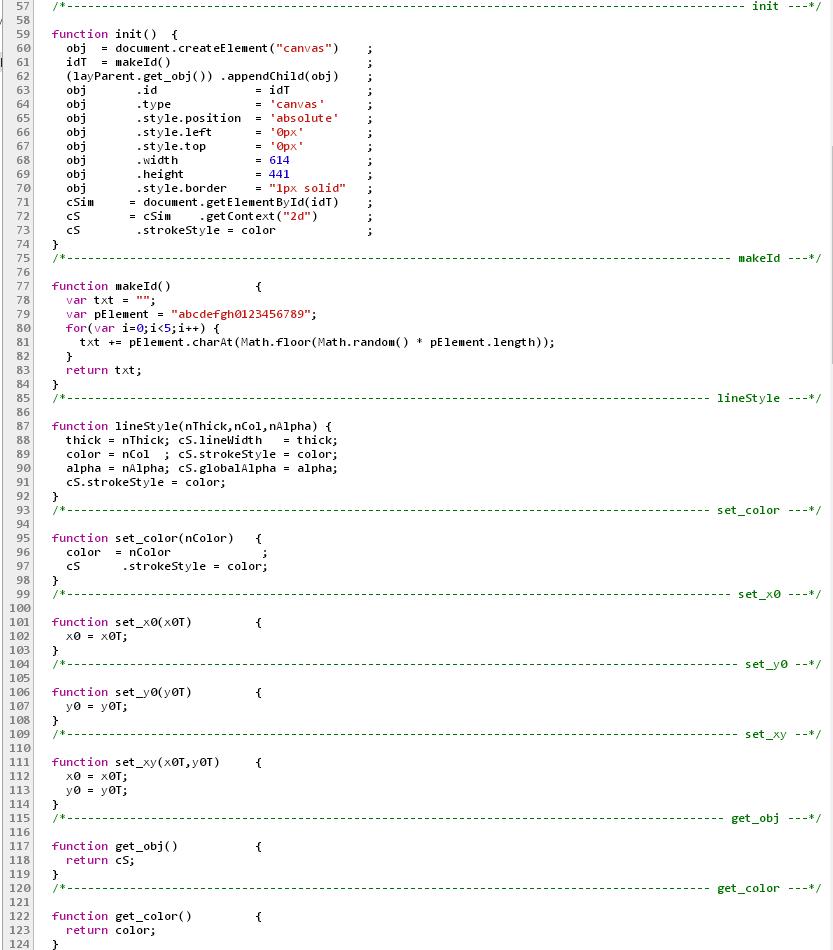 57 /*----------------------------------------------------------------------------------------------- init ---*/
58
59 function init()  {
60   obj  = document.createElement("canvas")    ;
61   idT  = makeId()                            ;
62   (layParent.get_obj()) .appendChild(obj)    ;
63   obj       .id             = idT            ;
64   obj       .type           = 'canvas'       ;
65   obj       .style.position = 'absolute'     ;
66   obj       .style.left     = '0px'          ;
67   obj       .style.top      = '0px'          ;
68   obj       .width          = 614            ;
69   obj       .height         = 441            ;
70   obj       .style.border   = "1px solid"    ;
71   cSim     = document.getElementById(idT)    ;
72   cS       = cSim    .getContext("2d")       ;
73   cS        .strokeStyle = color             ;
74 }
75 /*--------------------------------------------------------------------------------------------- makeId ---*/
76
77 function makeId()            {
78   var txt = "";
79   var pElement = "abcdefgh0123456789";
80   for(var i=0;i<5;i++) {
81     txt += pElement.charAt(Math.floor(Math.random() * pElement.length));
82   }
83   return txt;
84 }
85 /*------------------------------------------------------------------------------------------ lineStyle ---*/
86
87 function lineStyle(nThick,nCol,nAlpha) {
88   thick = nThick; cS.lineWidth   = thick;
89   color = nCol  ; cS.strokeStyle = color;
90   alpha = nAlpha; cS.globalAlpha = alpha;
91   cS.strokeStyle = color;
92 }
93 /*------------------------------------------------------------------------------------------ set_color ---*/
94
95 function set_color(nColor)   {
96   color  = nColor             ;
97   cS      .strokeStyle = color;
98 }
99 /*--------------------------------------------------------------------------------------------- set_x0 ---*/
100
101 function set_x0(x0T)         {
102   x0 = x0T;
103 }
104 /*---------------------------------------------------------------------------------------------- set_y0 --*/
105
106 function set_y0(y0T)         {
107   y0 = y0T;
108 }
109 /*---------------------------------------------------------------------------------------------- set_xy --*/
110
111 function set_xy(x0T,y0T)     {
112   x0 = x0T;
113   y0 = y0T;
114 }
115 /*-------------------------------------------------------------------------------------------- get_obj ---*/
116
117 function get_obj()           {
118   return cS;
119 }
120 /*------------------------------------------------------------------------------------------ get_color ---*/
121
122 function get_color()         {
123   return color;
124 }